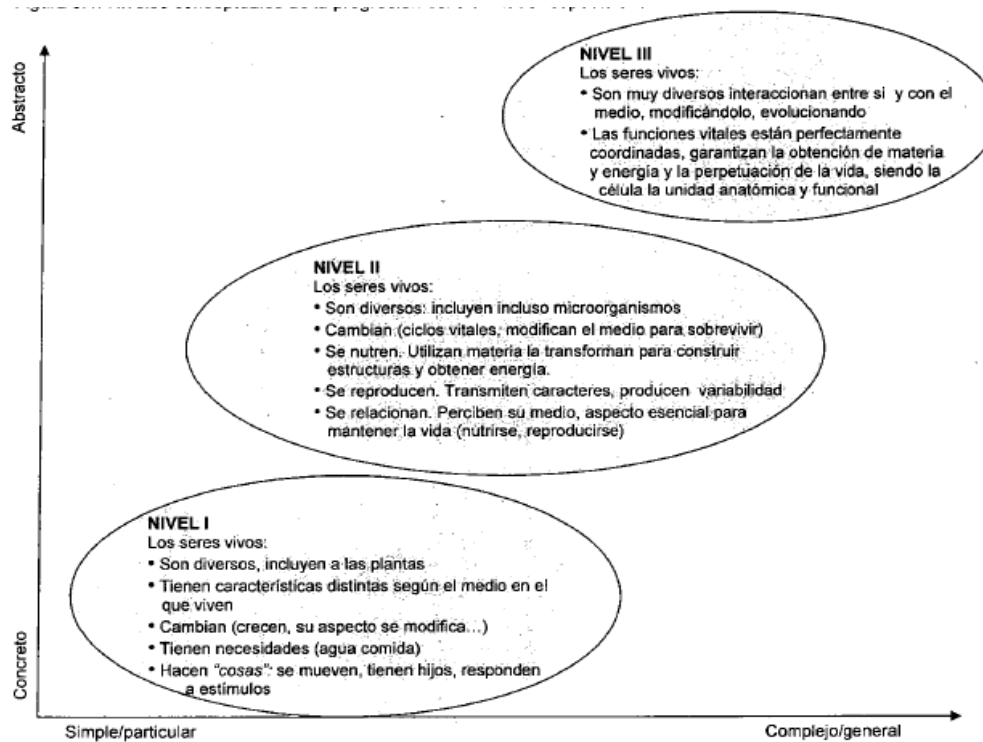 Abstracto
NIVEL III
Los seres vivos:
• Son muy diversos interaccionan entre si y con el
medio, modificándolo, evolucionando
• Las funciones vitales están perfectamente
coordinadas, garantizan la obtención de materia
y energía y la perpetuación de la vida, siendo la
célula la unidad anatómica y funcional
NIVEL II
Los seres vivos:
• Son diversos: incluyen incluso microorganismos
• Cambian (ciclos vitales, modifican el medio para sobrevivir)
• Se nutren. Utilizan materia la transforman para construir
estructuras y obtener energía.
• Se reproducen. Transmiten caracteres, producen variabilidad
• Se relacionan. Perciben su medio, aspecto esencial para
mantener la vida (nutrirse, reproducirse)
NIVEL I
Los seres vivos:
• Son diversos, incluyen a las plantas
• Tienen características distintas según el medio en el
que viven
• Cambian (crecen, su aspecto se modifica...)
• Tienen necesidades (agua comida)
• Hacen "cosas": se mueven, tienen hijos, responden
a estímulos
Concreto
Simple/particular
Complejo/general